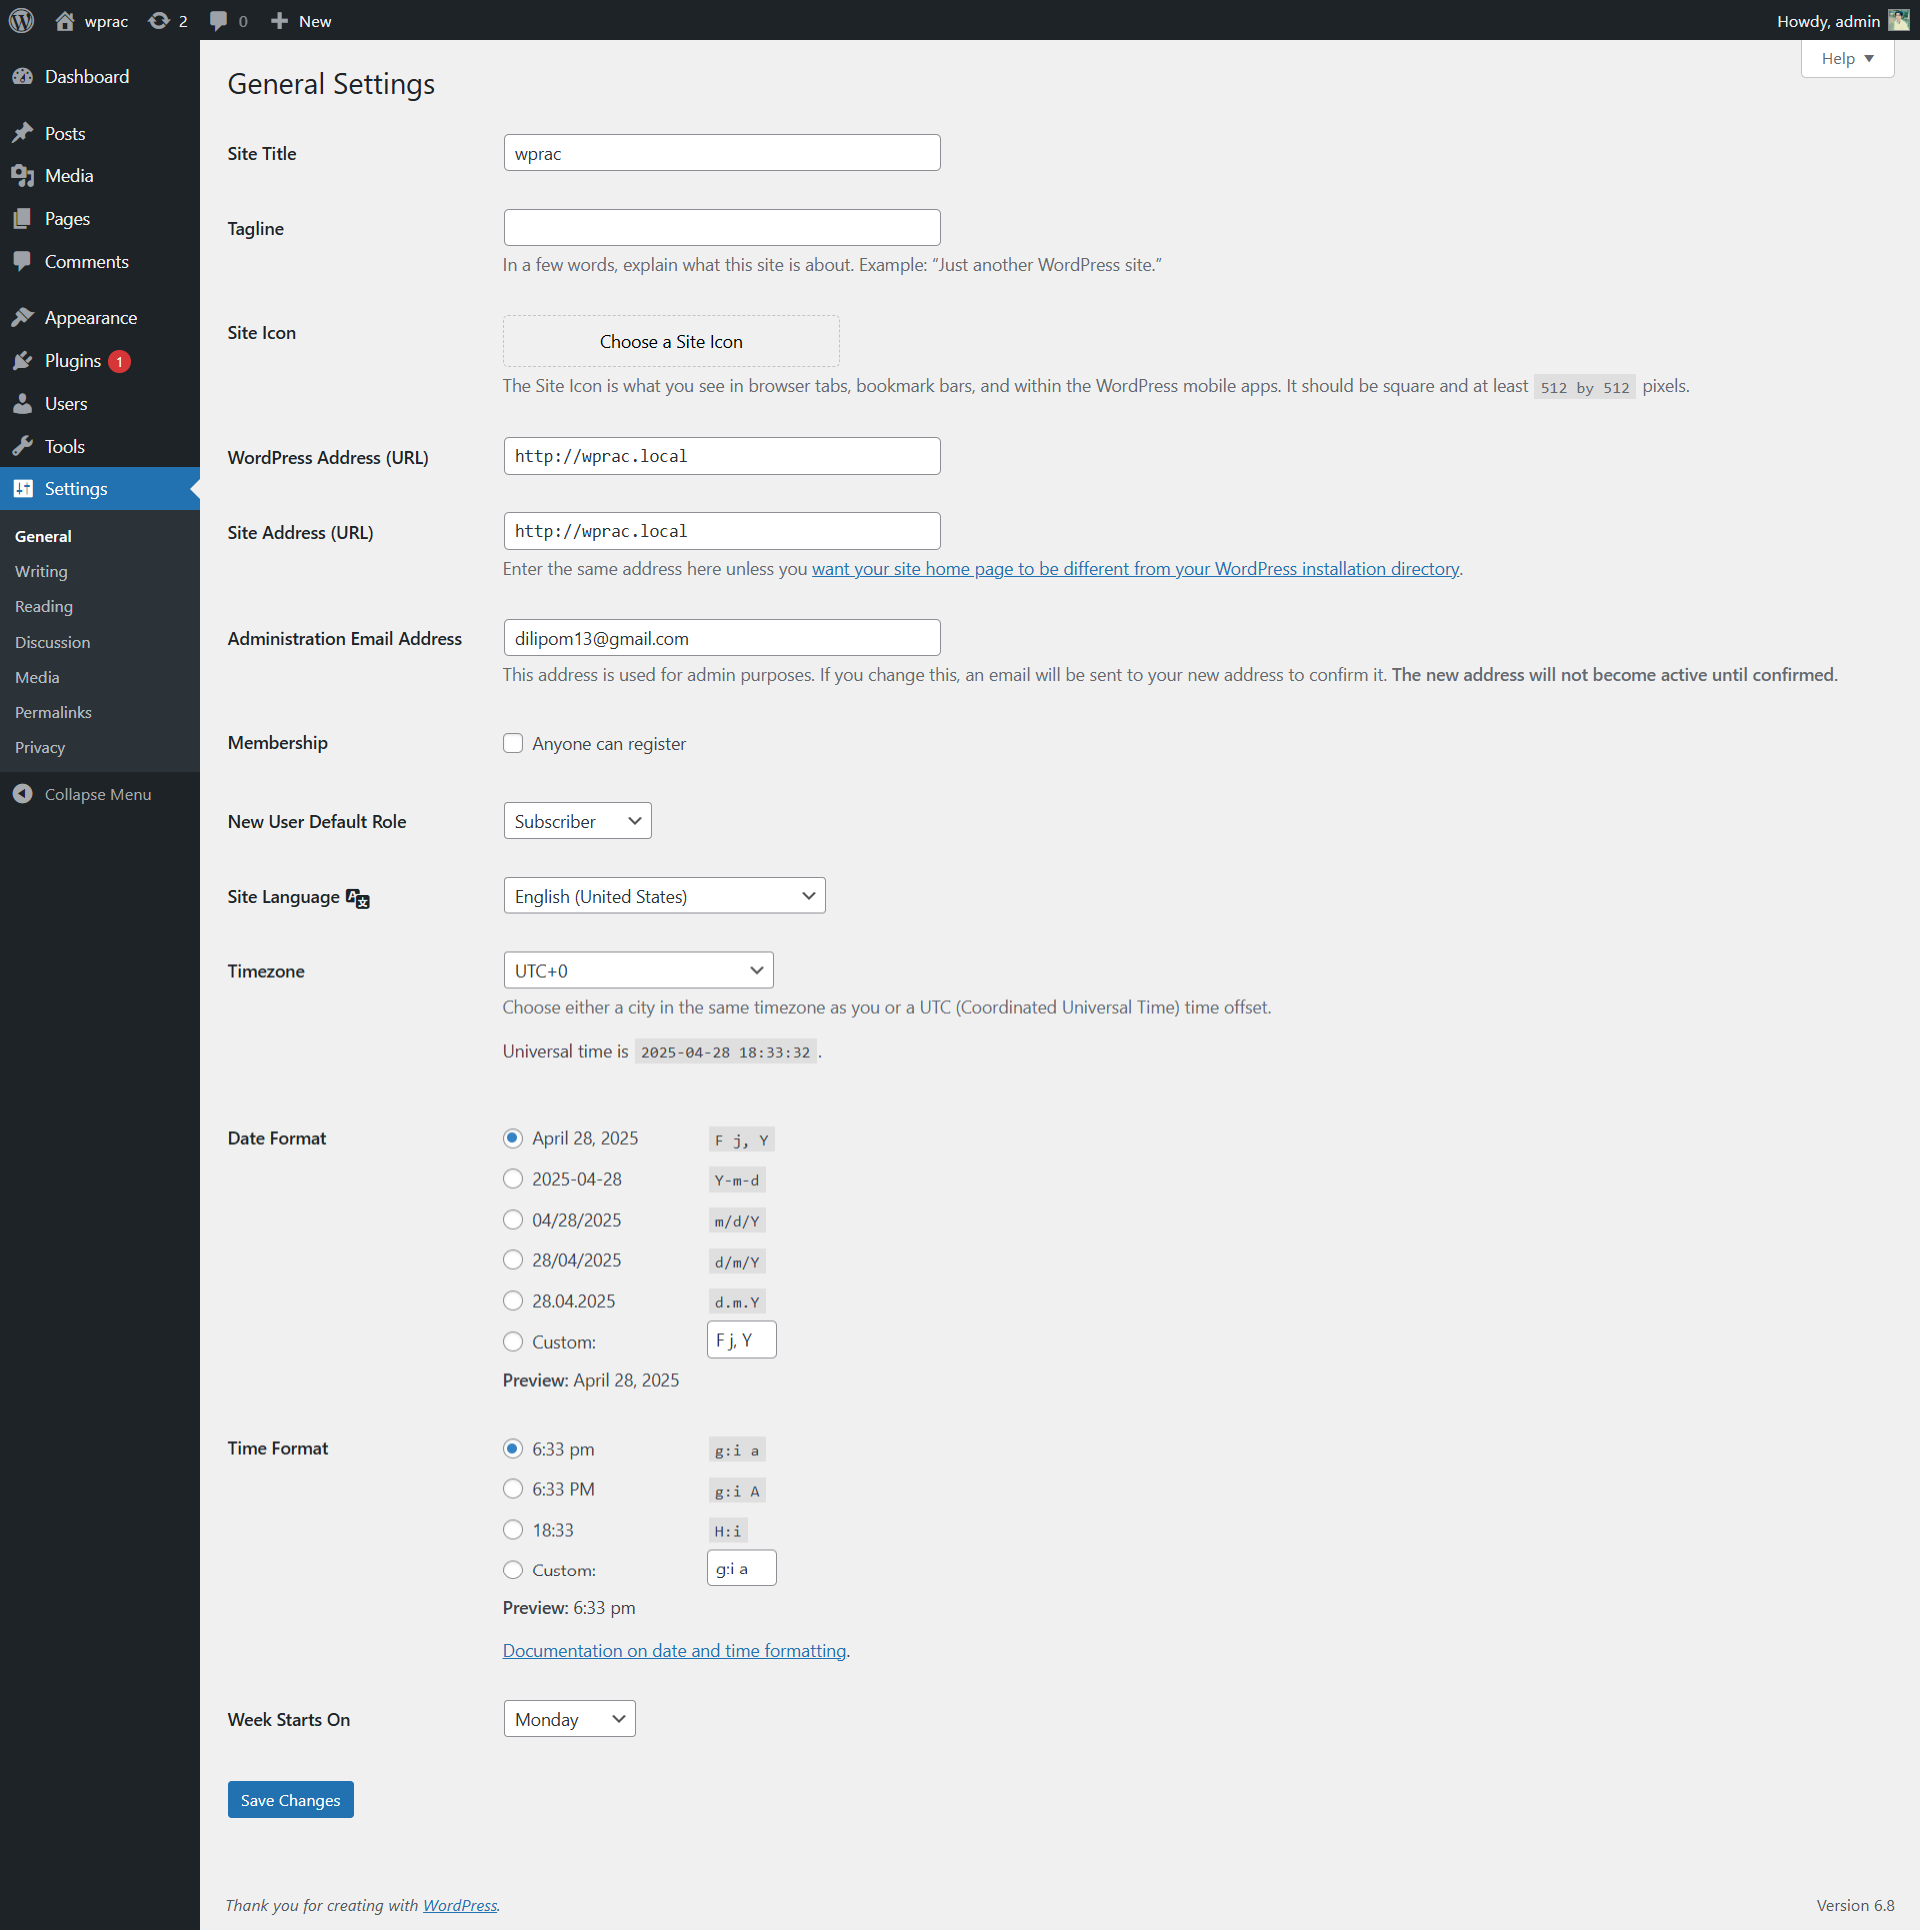 wprac 2 0 New Howdy, admin
Help
Dashboard
Posts
Media
Pages
Comments
Appearance
Plugins 1
Users
Tools
Settings
General
Writing
Reading
Discussion
Media
Permalinks
Privacy
Collapse Menu
General Settings
Site Title wprac
Tagline
In a few words, explain what this site is about. Example: “Just another WordPress site.”
Site Icon Choose a Site Icon
The Site Icon is what you see in browser tabs, bookmark bars, and within the WordPress mobile apps. It should be square and at least 512 by 512 pixels.
WordPress Address (URL) http://wprac.local
Site Address (URL) http://wprac.local
Enter the same address here unless you want your site home page to be different from your WordPress installation directory.
Administration Email Address dilipom13@gmail.com
This address is used for admin purposes. If you change this, an email will be sent to your new address to confirm it. The new address will not become active until confirmed.
Membership Anyone can register
New User Default Role Subscriber
Site Language English (United States)
Timezone UTC+0
Choose either a city in the same timezone as you or a UTC (Coordinated Universal Time) time offset.
Universal time is 2025-04-28 18:33:32 .
Date Format April 28, 2025 F j, Y
2025-04-28 Y-m-d
04/28/2025 m/d/Y
28/04/2025 d/m/Y
28.04.2025 d.m.Y
Custom: F j, Y
Preview: April 28, 2025
Time Format 6:33 pm g:i a
6:33 PM g:i A
18:33 H:i
Custom: g:i a
Preview: 6:33 pm
Documentation on date and time formatting.
Week Starts On Monday
Save Changes
Thank you for creating with WordPress. Version 6.8